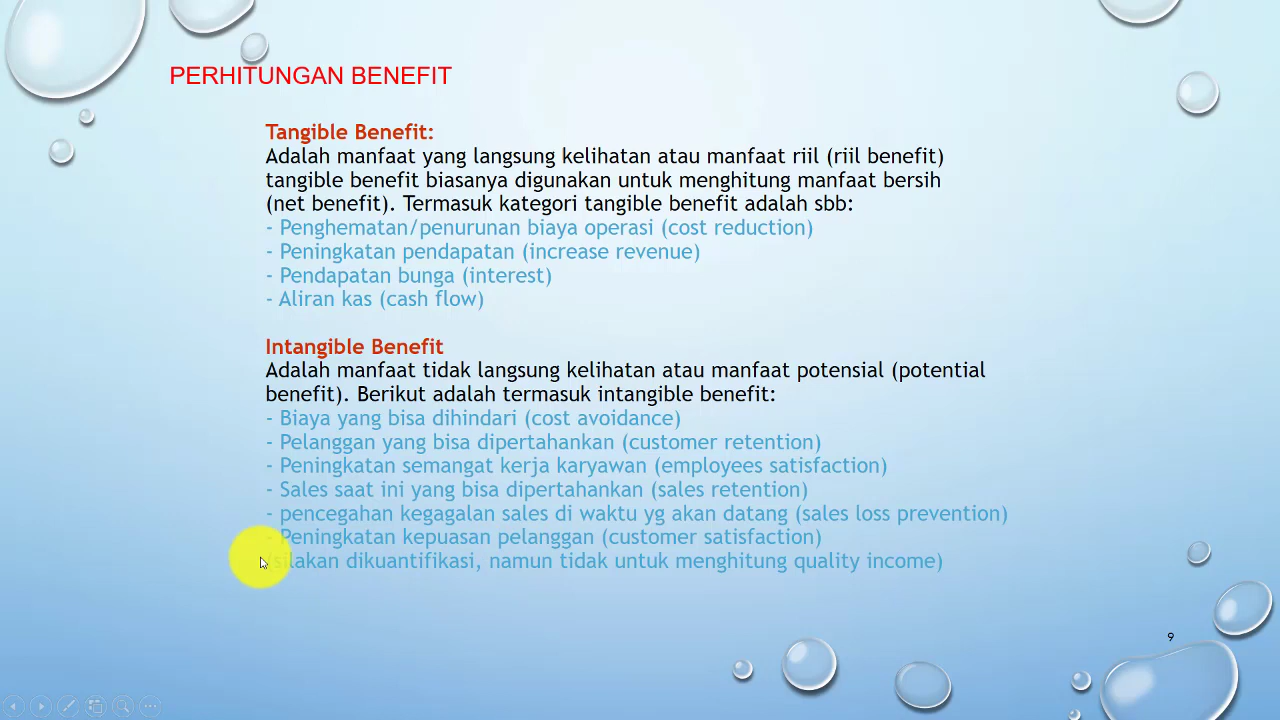 PERHITUNGAN BENEFIT
Tangible Benefit:
Adalah manfaat yang langsung kelihatan atau manfaat riil (riil benefit)
tangible benefit biasanya digunakan untuk menghitung manfaat bersih
(net benefit). Termasuk kategori tangible benefit adalah sbb:
- Penghematan/penurunan biaya operasi (cost reduction)
- Peningkatan pendapatan (increase revenue)
- Pendapatan bunga (interest)
- Aliran kas (cash flow)
Intangible Benefit
Adalah manfaat tidak langsung kelihatan atau manfaat potensial (potential
benefit). Berikut adalah termasuk intangible benefit:
- Biaya yang bisa dihindari (cost avoidance)
- Pelanggan yang bisa dipertahankan (customer retention)
- Peningkatan semangat kerja karyawan (employees satisfaction)
- Sales saat ini yang bisa dipertahankan (sales retention)
- pencegahan kegagalan sales di waktu yg akan datang (sales loss prevention)
- Peningkatan kepuasan pelanggan (customer satisfaction)
(silakan dikuantifikasi, namun tidak untuk menghitung quality income)
9